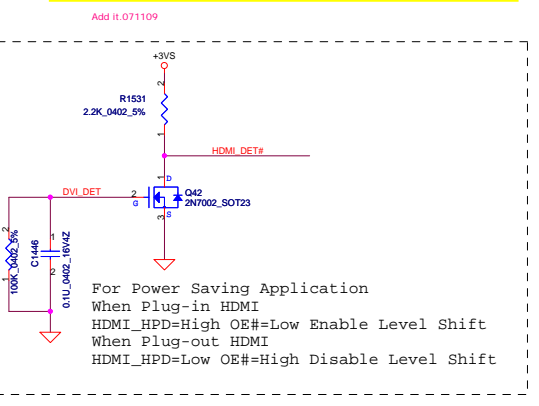 Add it.071109
+3VS
2
R1531
2.2K_0402_5%
1
HDMI_DET#
1
D
DVI_DET
2
G
Q42
2N7002_SOT23
3
S
2
100K_0402_5%
1
C1446
2
0.1U_0402_16V4Z
1
For Power Saving Application
When Plug-in HDMI
HDMI_HPD=High OE#=Low Enable Level Shift
When Plug-out HDMI
HDMI_HPD=Low OE#=High Disable Level Shift